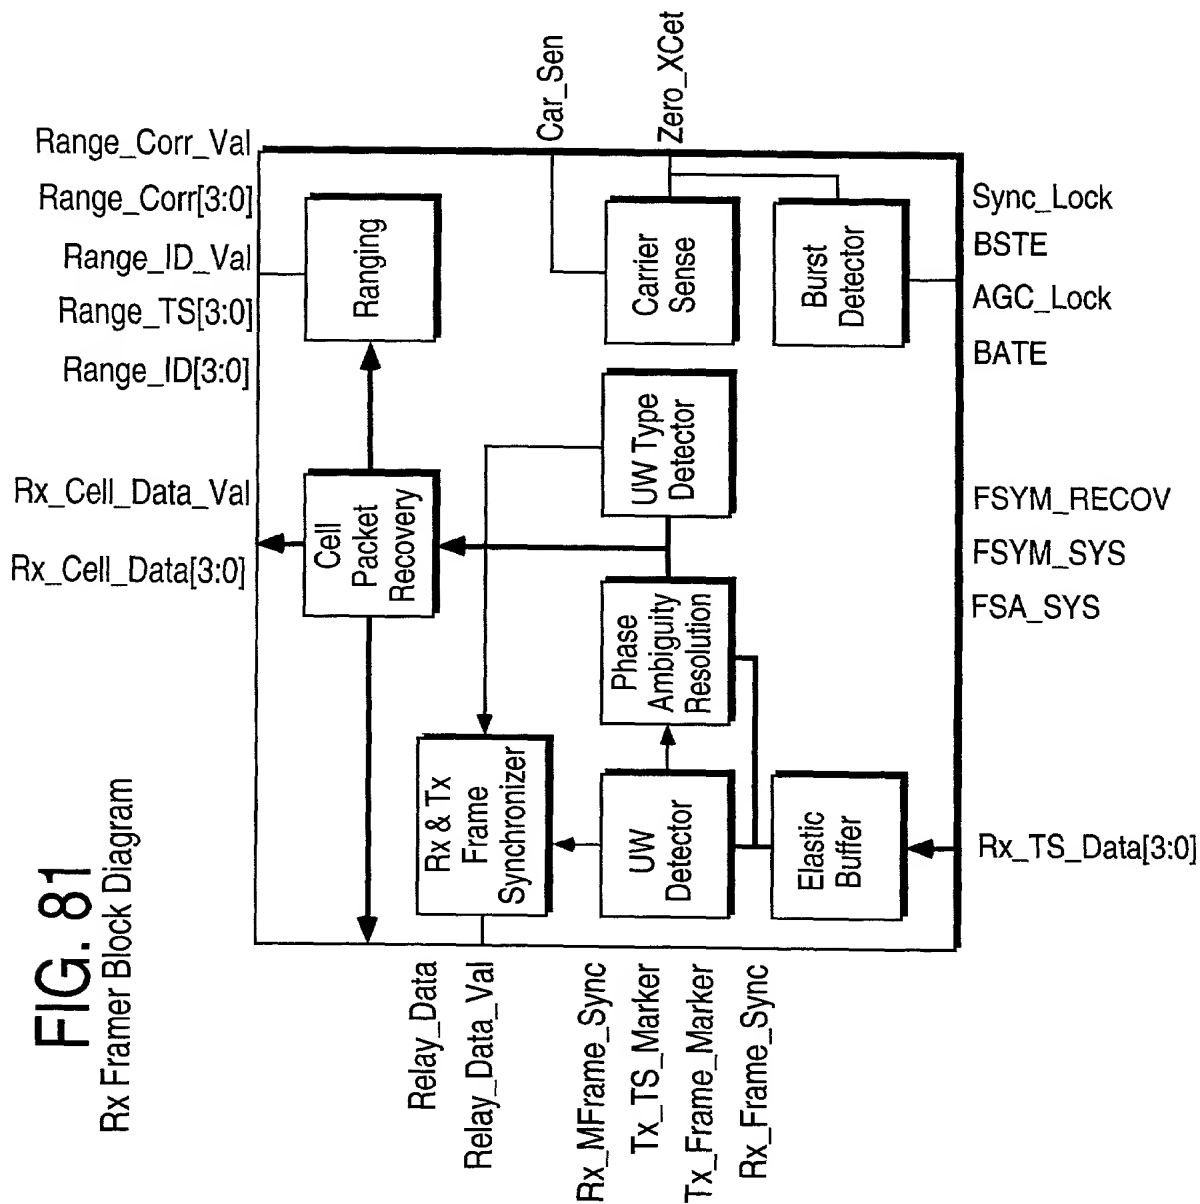 FIG. 81
Rx Framer Block Diagram
Range_Corr_Val
Range_Corr[3:0]
Range_ID_Val
Range_TS[3:0]
Range_ID[3:0]
Rx_Cell_Data_Val
Rx_Cell_Data[3:0]
Car_Sen
Zero_XCet
Ranging
Carrier
Sense
Burst
Detector
Cell
Packet
Recovery
UW Type
Detector
Phase
Ambiguity
Resolution
Rx & Tx
Frame
Synchronizer
UW
Detector
Elastic
Buffer
Sync_Lock
BSTE
AGC_Lock
BATE
FSYM_RECOV
FSYM_SYS
FSA_SYS
Rx_TS_Data[3:0]
Relay_Data
Relay_Data_Val
Rx_MFrame_Sync
Tx_TS_Marker
Tx_Frame_Marker
Rx_Frame_Sync